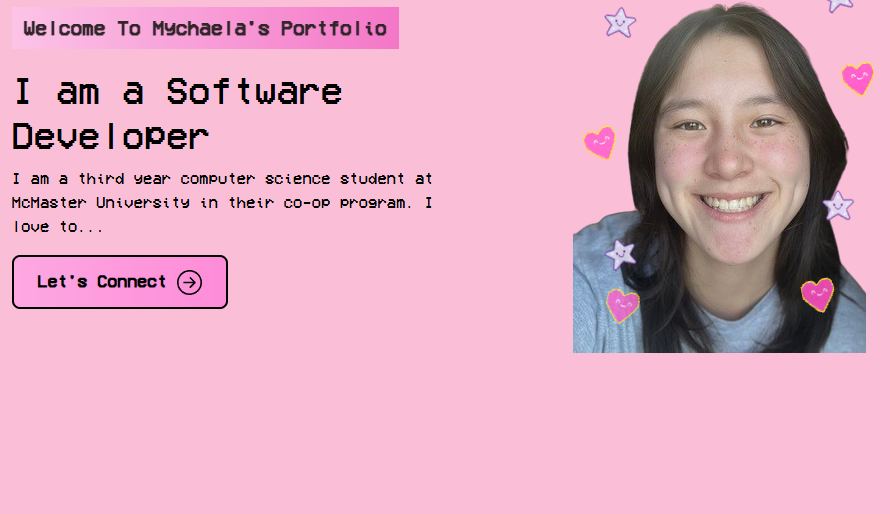 Welcome To Mychaela's Portfolio
I am a Software
Developer
I am a third year computer science student at
McMaster University in their co-op program. I
love to...
Let's Connect